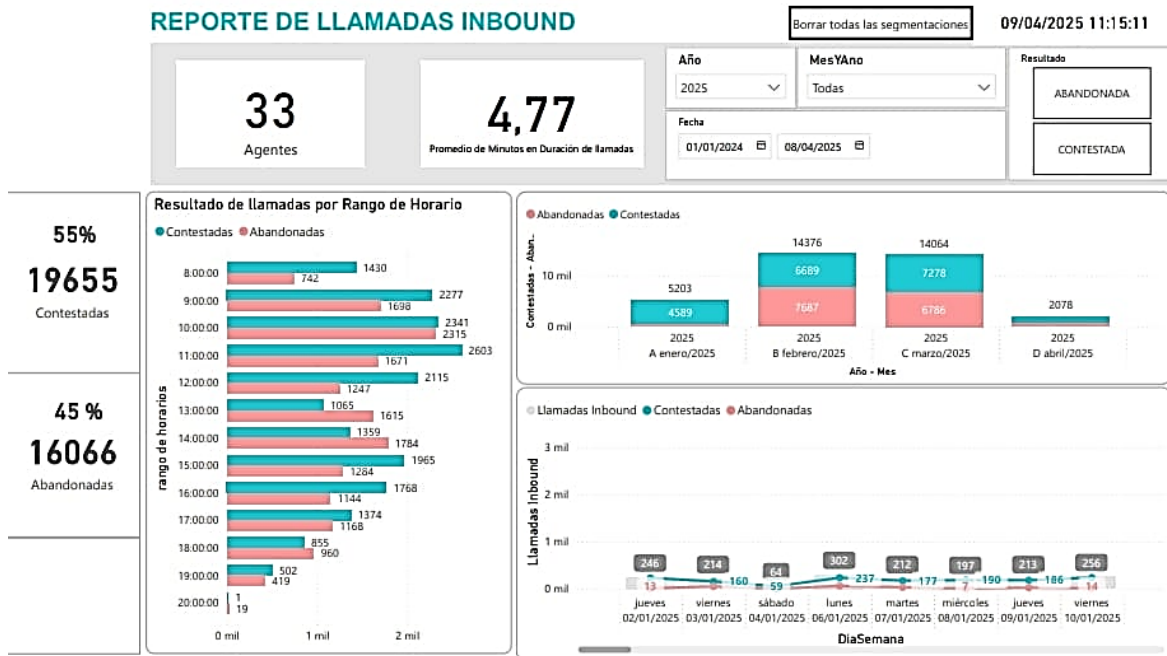 REPORTE DE LLAMADAS INBOUND
Borrar todas las segmentaciones
09/04/2025 11:15:11
33
Agentes
4,77
Promedio de Minutos en Duración de llamadas
Año
2025
MesYAno
Todas
Fecha
01/01/2024
08/04/2025
Resultado
ABANDONADA
CONTESTADA
55%
19655
Contestadas
45 %
16066
Abandonadas
Resultado de llamadas por Rango de Horario
Contestadas Abandonadas
rango de horarios
8:00:00 1430
742
9:00:00 2277
1698
10:00:00 2341
2315
11:00:00 2603
1671
12:00:00 2115
1247
13:00:00 1065
1615
14:00:00 1359
1784
15:00:00 1965
1284
16:00:00 1768
1144
17:00:00 1374
1168
18:00:00 855
960
19:00:00 502
419
20:00:00 1
19
0 mil 1 mil 2 mil
Abandonadas Contestadas
Contestadas - Aban...
10 mil
0 mil
5203 14376 14064 2078
4589 6689 7278
7687 6786
2025 2025 2025 2025
A enero/2025 B febrero/2025 C marzo/2025 D abril/2025
Año - Mes
Llamadas Inbound Contestadas Abandonadas
Llamadas Inbound
3 mil
2 mil
1 mil
0 mil
246 214 64 302 212 197 213 256
160 59 237 177 190 186
13 7 14
jueves viernes sábado lunes martes miércoles jueves viernes
02/01/2025 03/01/2025 04/01/2025 06/01/2025 07/01/2025 08/01/2025 09/01/2025 10/01/2025
DiaSemana